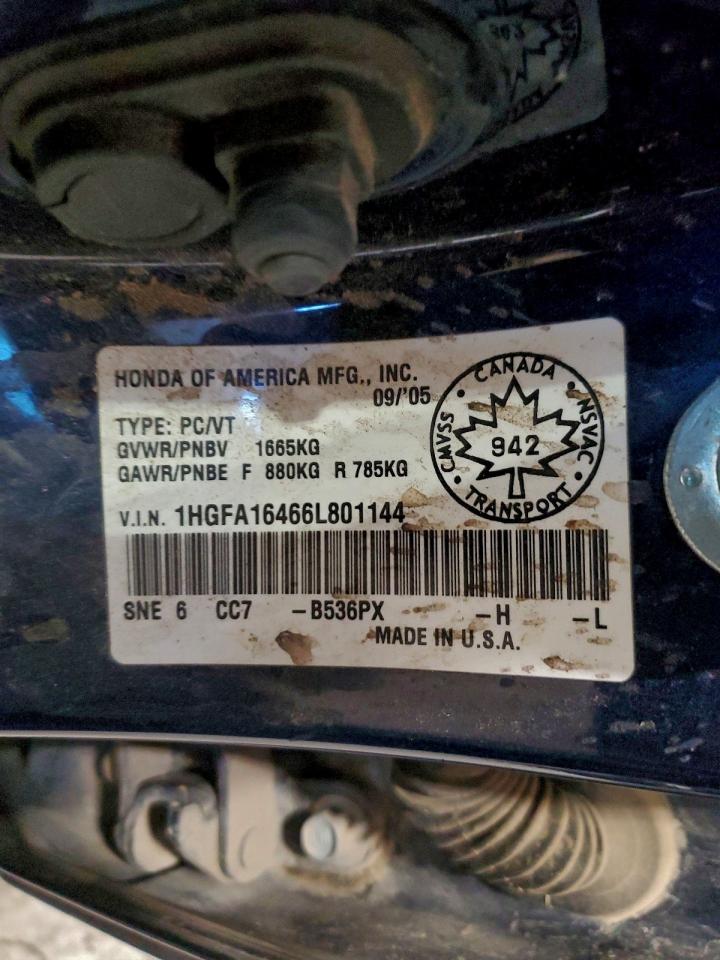 HONDA OF AMERICA MFG., INC.
09/'05
TYPE: PC/VT
GVWR/PNBV 1665KG
GAWR/PNBE F 880KG R 785KG
V.I.N. 1HGFA16466L801144
CANADA
CMVSS
942
NSVAC
TRANSPORT
SNE 6 CC7 -B536PX -H -L
MADE IN U.S.A.